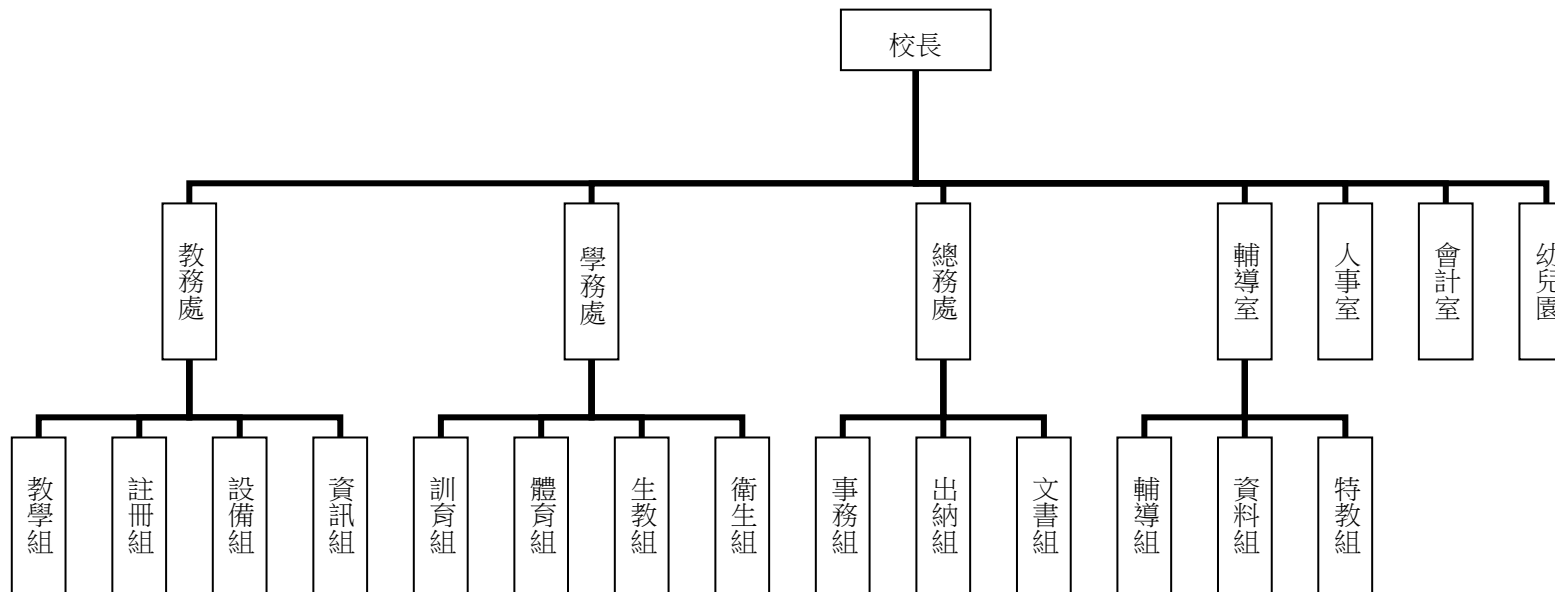 校長
教務處
學務處
總務處
輔導室
人事室
會計室
幼兒園
教學組
註冊組
設備組
資訊組
訓育組
體育組
生教組
衛生組
事務組
出納組
文書組
輔導組
資料組
特教組